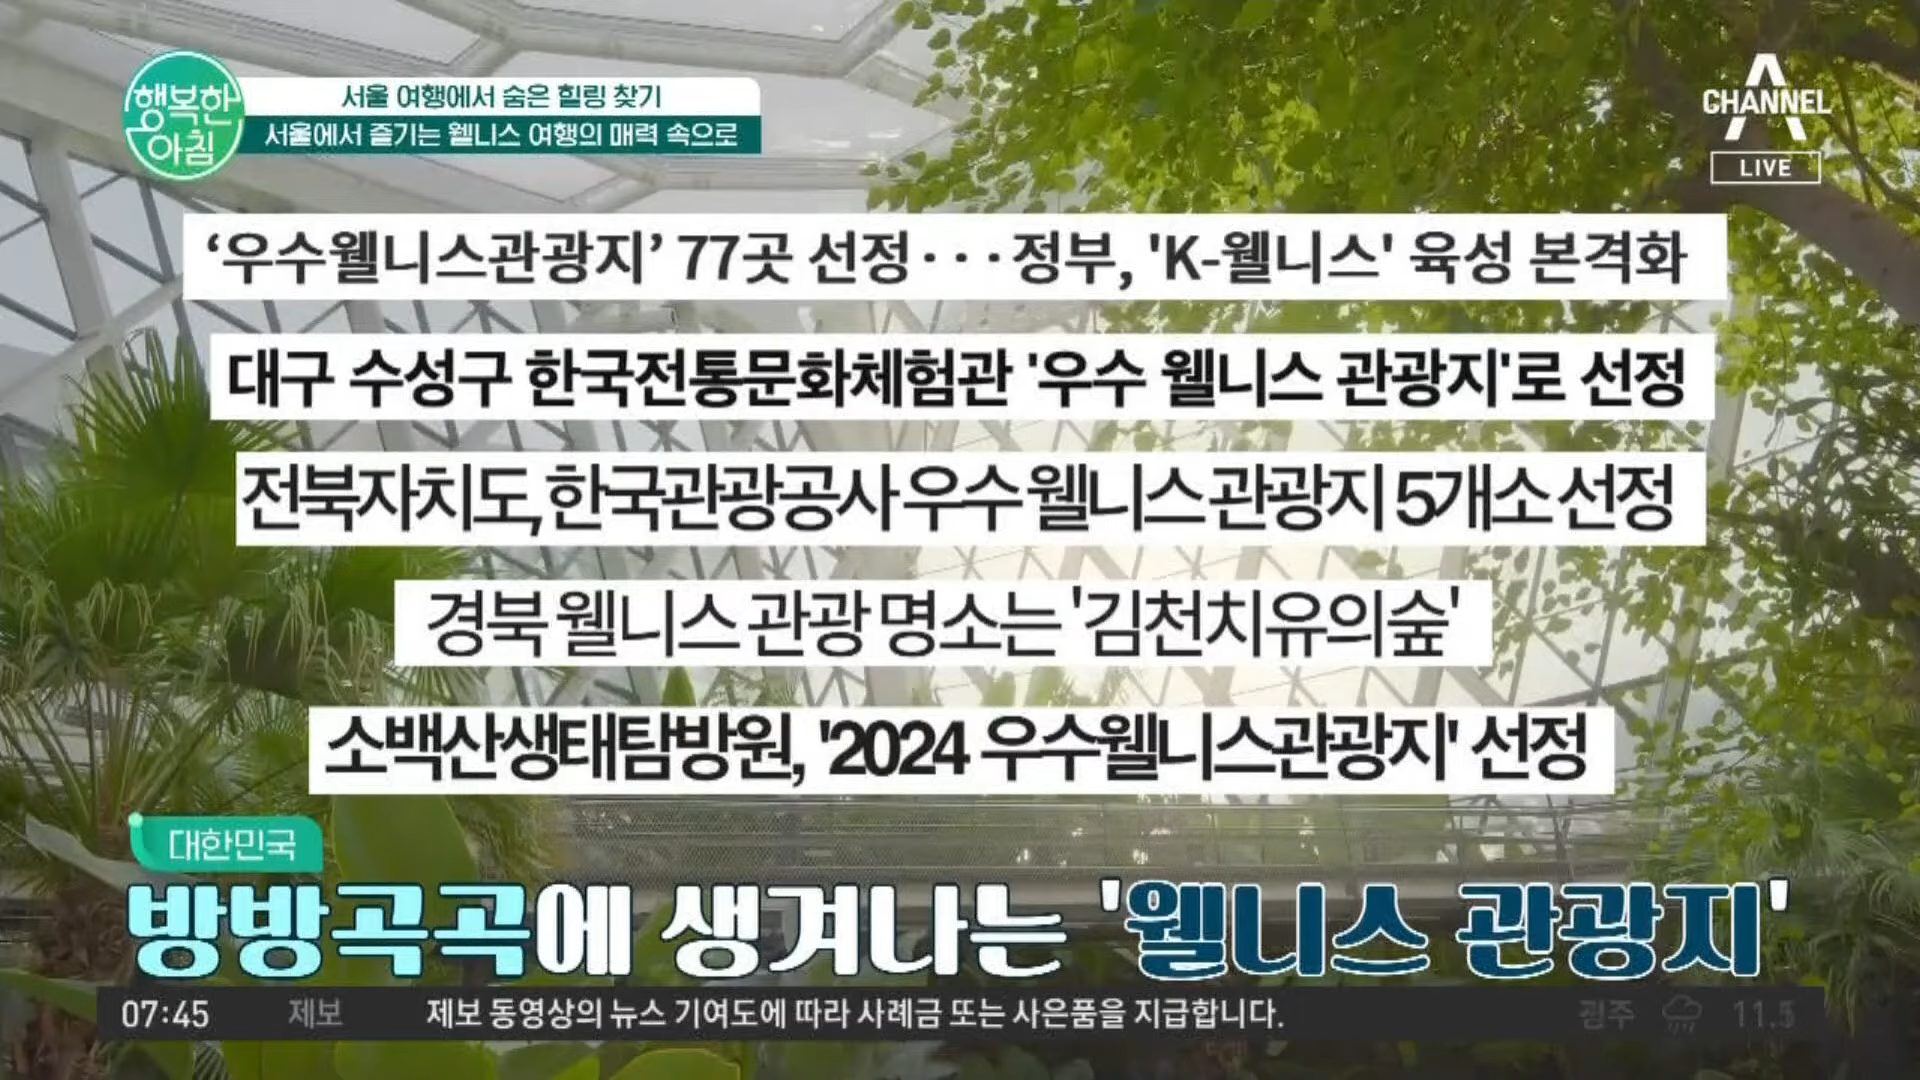 행복한
아침
서울 여행에서 숨은 힐링 찾기
서울에서 즐기는 웰니스 여행의 매력 속으로
CHANNEL
A
LIVE
‘우수웰니스관광지’ 77곳 선정···정부, 'K-웰니스' 육성 본격화
대구 수성구 한국전통문화체험관 '우수 웰니스 관광지'로 선정
전북자치도, 한국관광공사 우수 웰니스 관광지 5개소 선정
경북 웰니스 관광 명소는 '김천치유의숲'
소백산생태탐방원, '2024 우수웰니스관광지' 선정
대한민국
방방곡곡에 생겨나는 '웰니스 관광지'
07:45 제보 제보 동영상의 뉴스 기여도에 따라 사례금 또는 사은품을 지급합니다. 광주 11.5